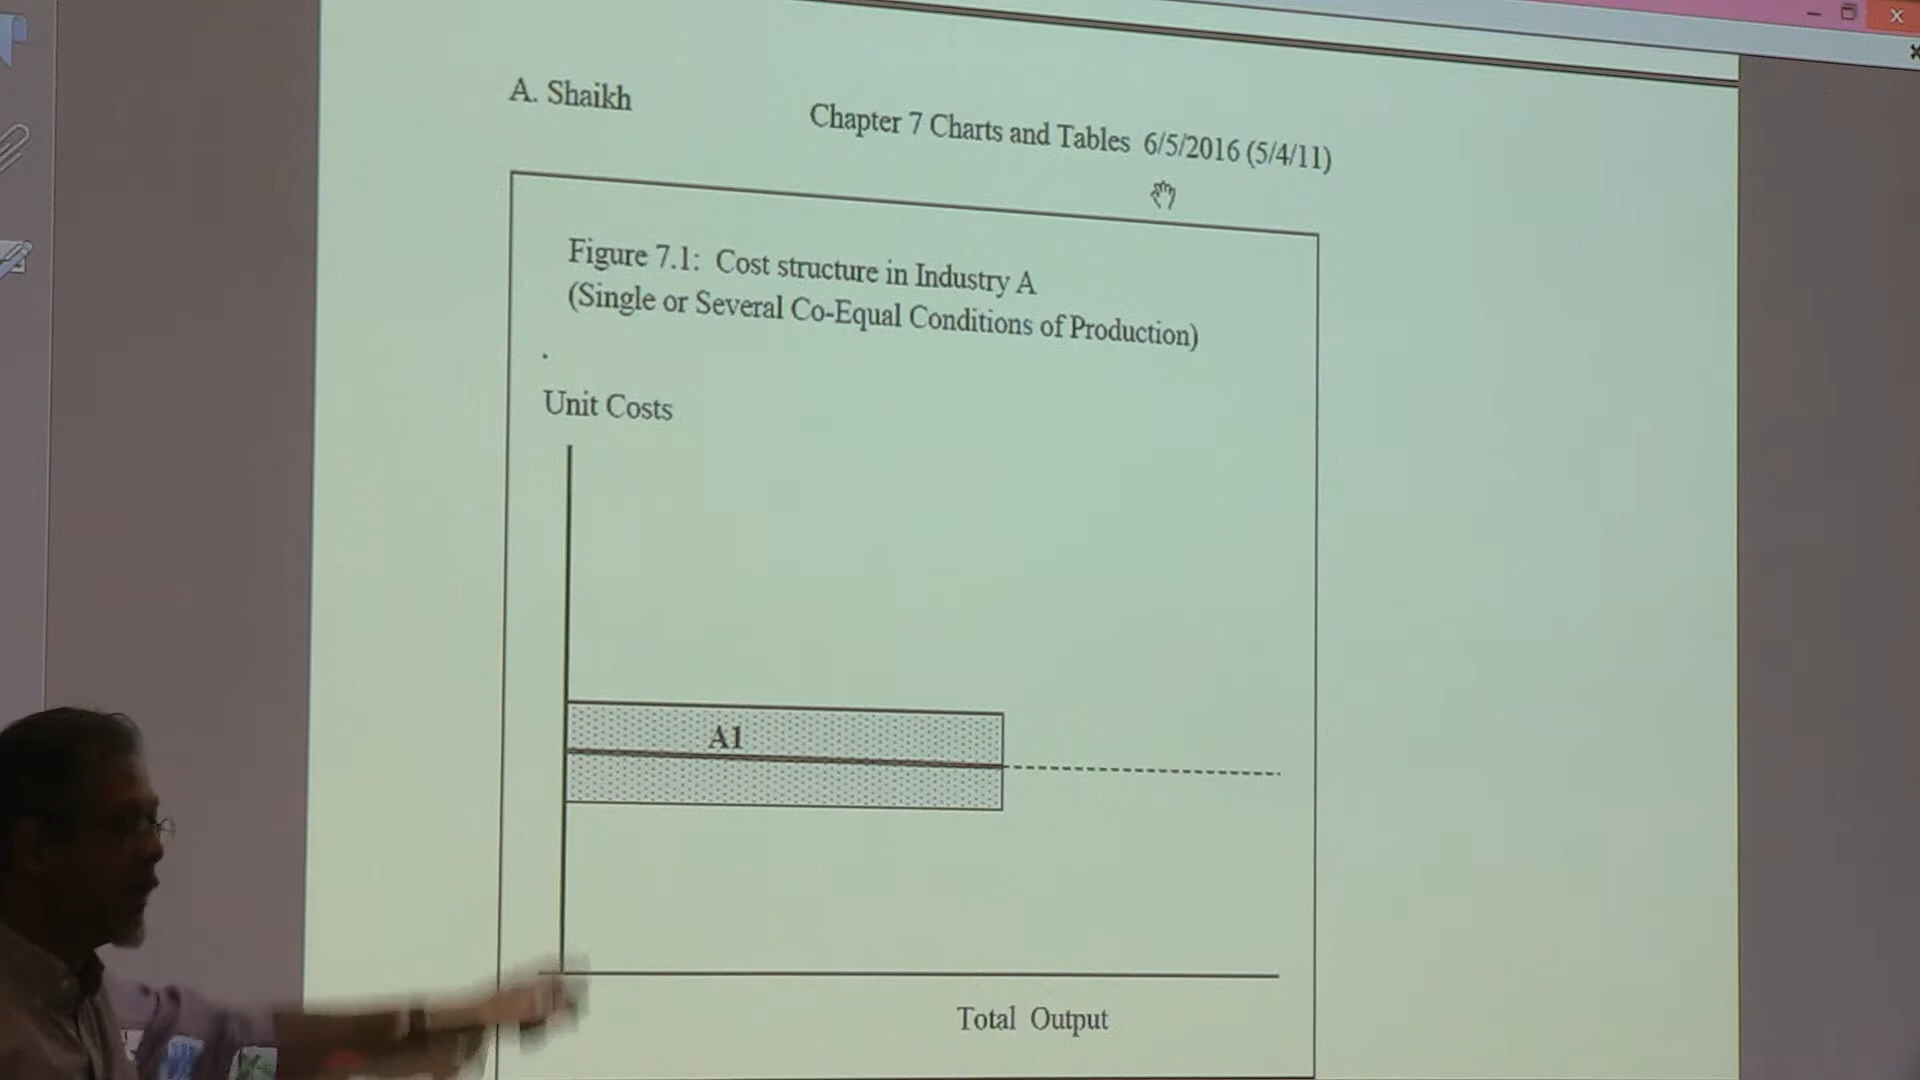 A. Shaikh
Chapter 7 Charts and Tables 6/5/2016 (5/4/11)
Figure 7.1: Cost structure in Industry A
(Single or Several Co-Equal Conditions of Production)
.
Unit Costs
A1
Total Output